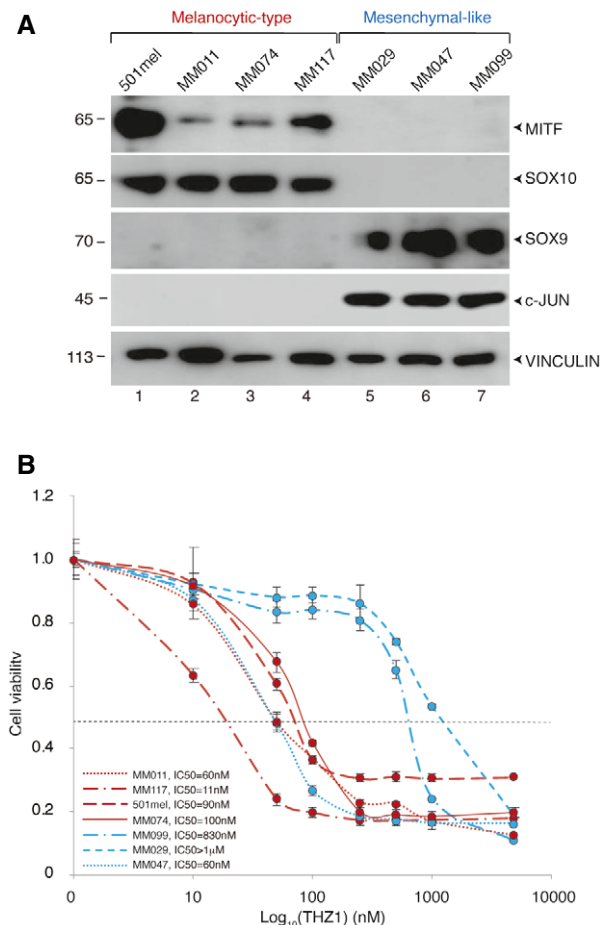 A
Melanocytic-type Mesenchymal-like
501mel MM011 MM074 MM117 MM029 MM047 MM099
65 MITF
65 SOX10
70 SOX9
45 c-JUN
113 VINCULIN
1 2 3 4 5 6 7
B
1.2
1.0
0.8
0.6
0.4
0.2
0
Cell viability
MM011, IC50=60nM
MM117, IC50=11nM
501mel, IC50=90nM
MM074, IC50=100nM
MM099, IC50=830nM
MM029, IC50>1μM
MM047, IC50=60nM
0 10 100 1000 10000
Log10(THZ1) (nM)